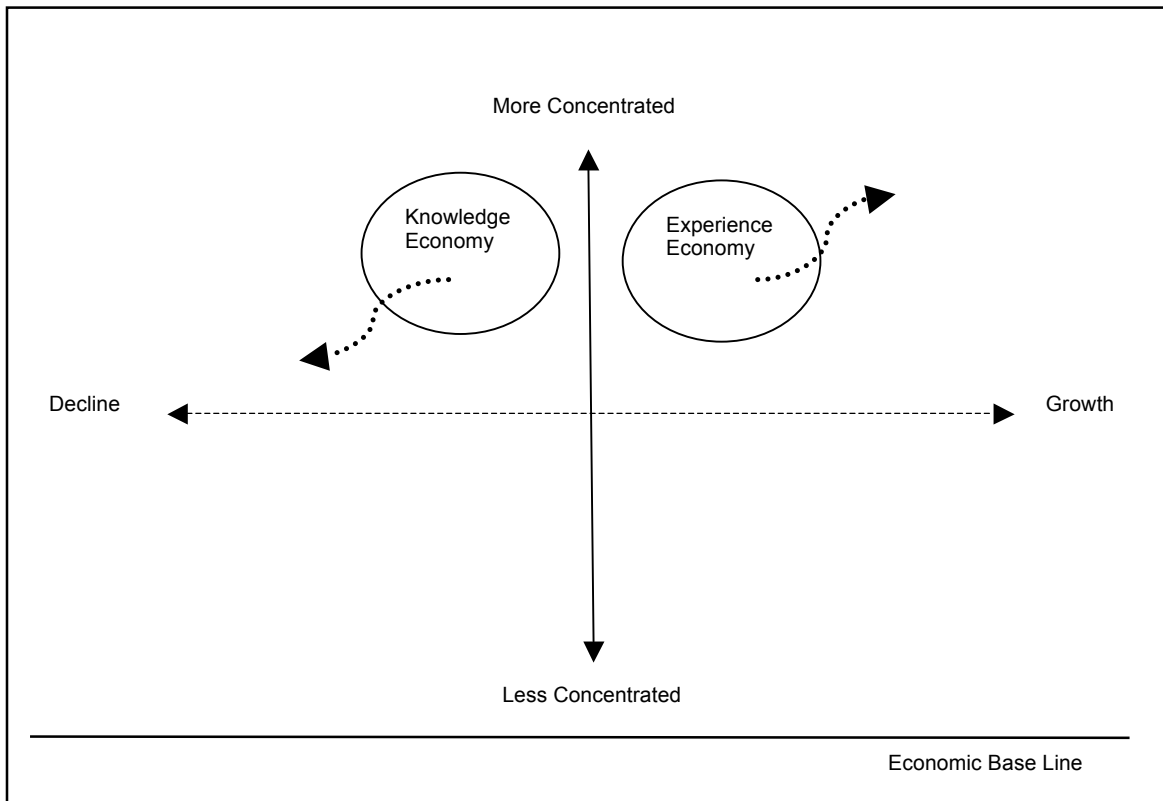 More Concentrated
Knowledge
Economy
Experience
Economy
Decline
Growth
Less Concentrated
Economic Base Line